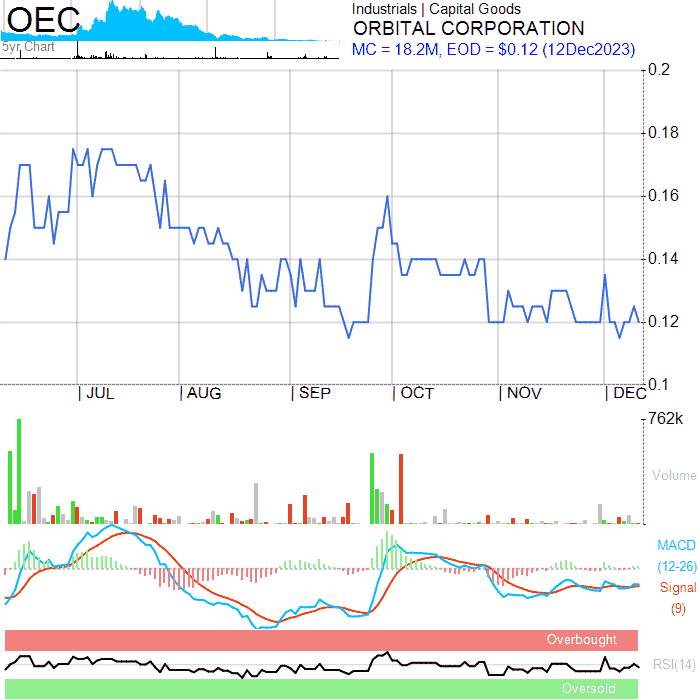 OEC
5yr. Chart
Industrials | Capital Goods
ORBITAL CORPORATION
MC = 18.2M, EOD = $0.12 (12Dec2023)
0.2
0.18
0.16
0.14
0.12
0.1
| JUL | AUG | SEP | OCT | NOV | DEC
762k
Volume
MACD
(12-26)
Signal
(9)
Overbought
RSI(14)
Oversold